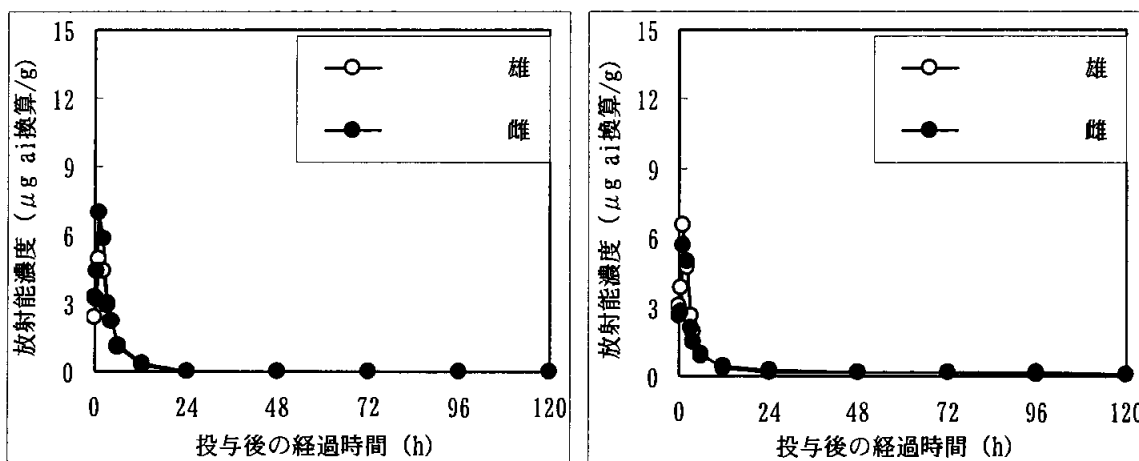 放射能濃度 (μg ai換算/g)
15
12
9
6
3
0
雄
雌
0 24 48 72 96 120
投与後の経過時間 (h)
放射能濃度 (μg ai換算/g)
15
12
9
6
3
0
雄
雌
0 24 48 72 96 120
投与後の経過時間 (h)